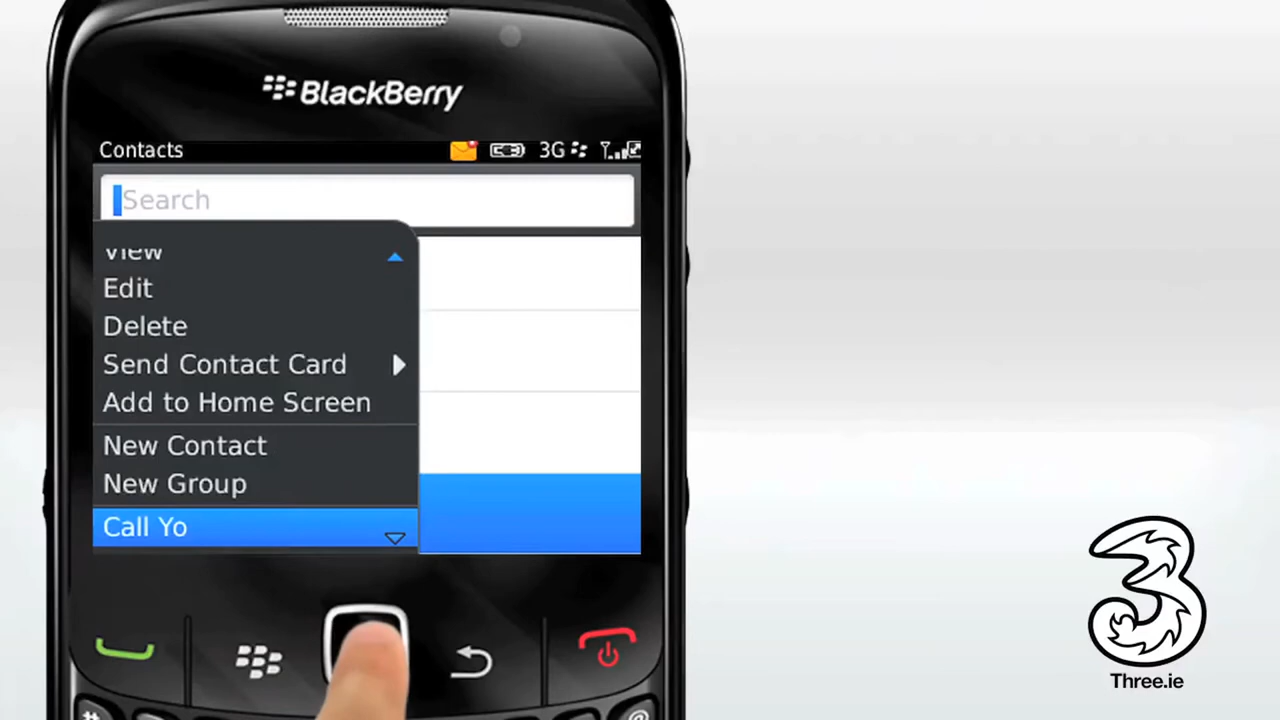 BlackBerry
Contacts
3G
Search
View
Edit
Delete
Send Contact Card
Add to Home Screen
New Contact
New Group
Call Yo
#
@
3
Three.ie